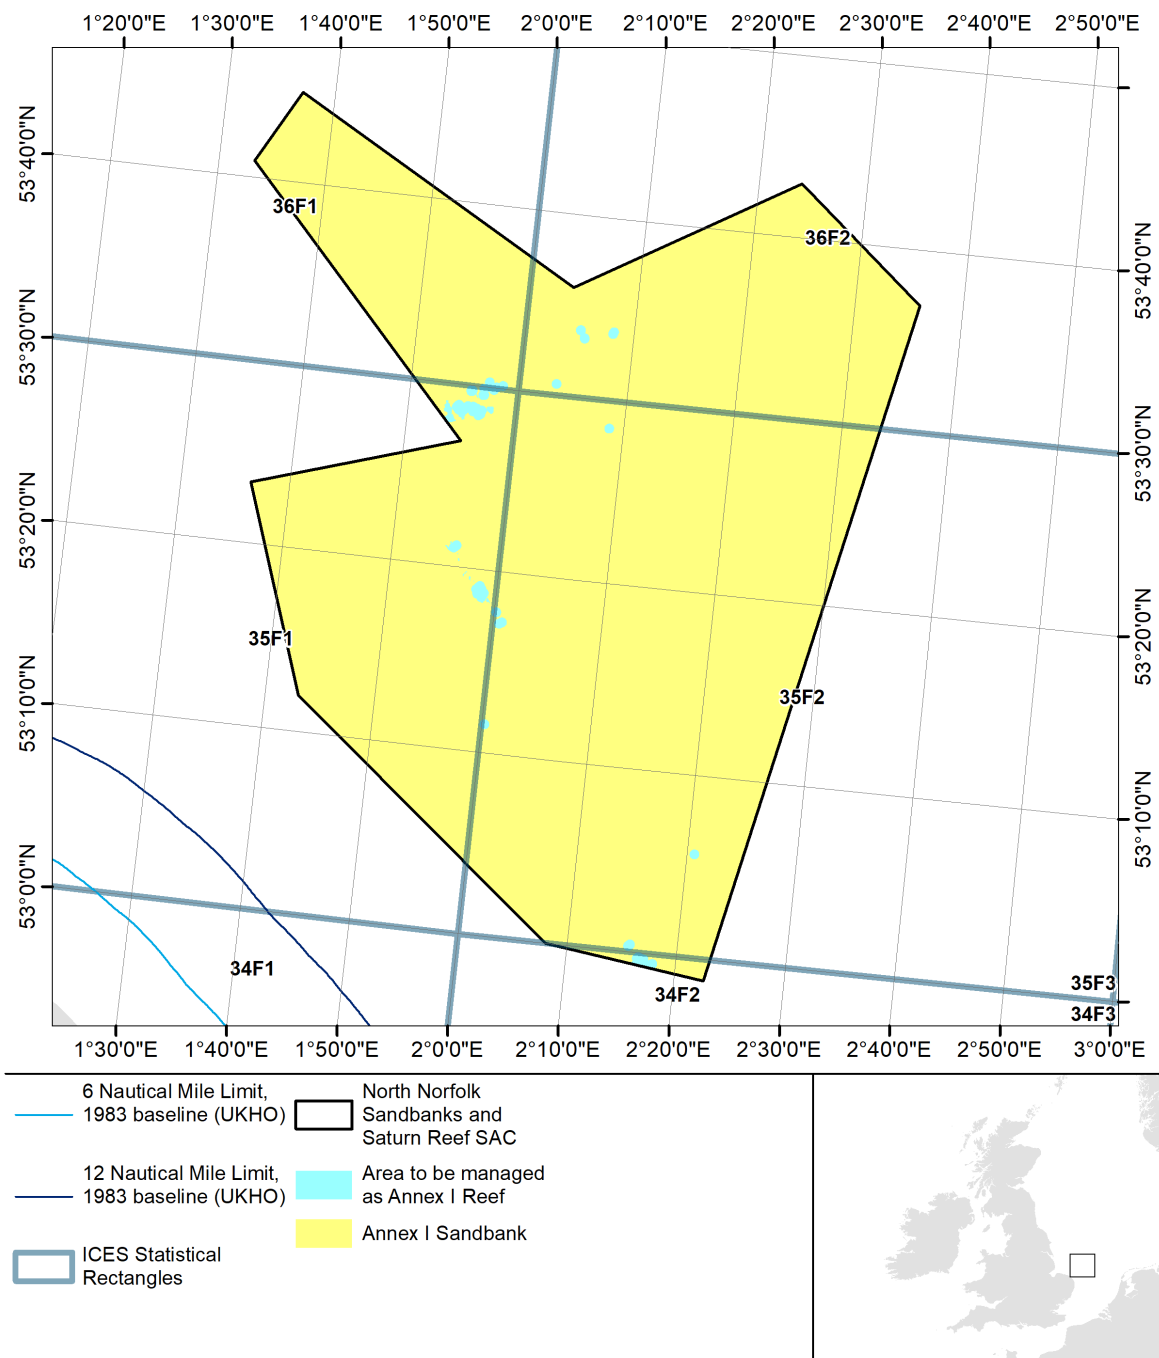 1°20'0"E 1°30'0"E 1°40'0"E 1°50'0"E 2°0'0"E 2°10'0"E 2°20'0"E 2°30'0"E 2°40'0"E 2°50'0"E
53°40'0"N
53°30'0"N
53°20'0"N
53°10'0"N
53°0'0"N
36F1
36F2
35F1
35F2
34F1
34F2
35F3
34F3
53°40'0"N
53°30'0"N
53°20'0"N
53°10'0"N
1°30'0"E 1°40'0"E 1°50'0"E 2°0'0"E 2°10'0"E 2°20'0"E 2°30'0"E 2°40'0"E 2°50'0"E 3°0'0"E
6 Nautical Mile Limit,
1983 baseline (UKHO)
12 Nautical Mile Limit,
1983 baseline (UKHO)
ICES Statistical
Rectangles
North Norfolk
Sandbanks and
Saturn Reef SAC
Area to be managed
as Annex I Reef
Annex I Sandbank